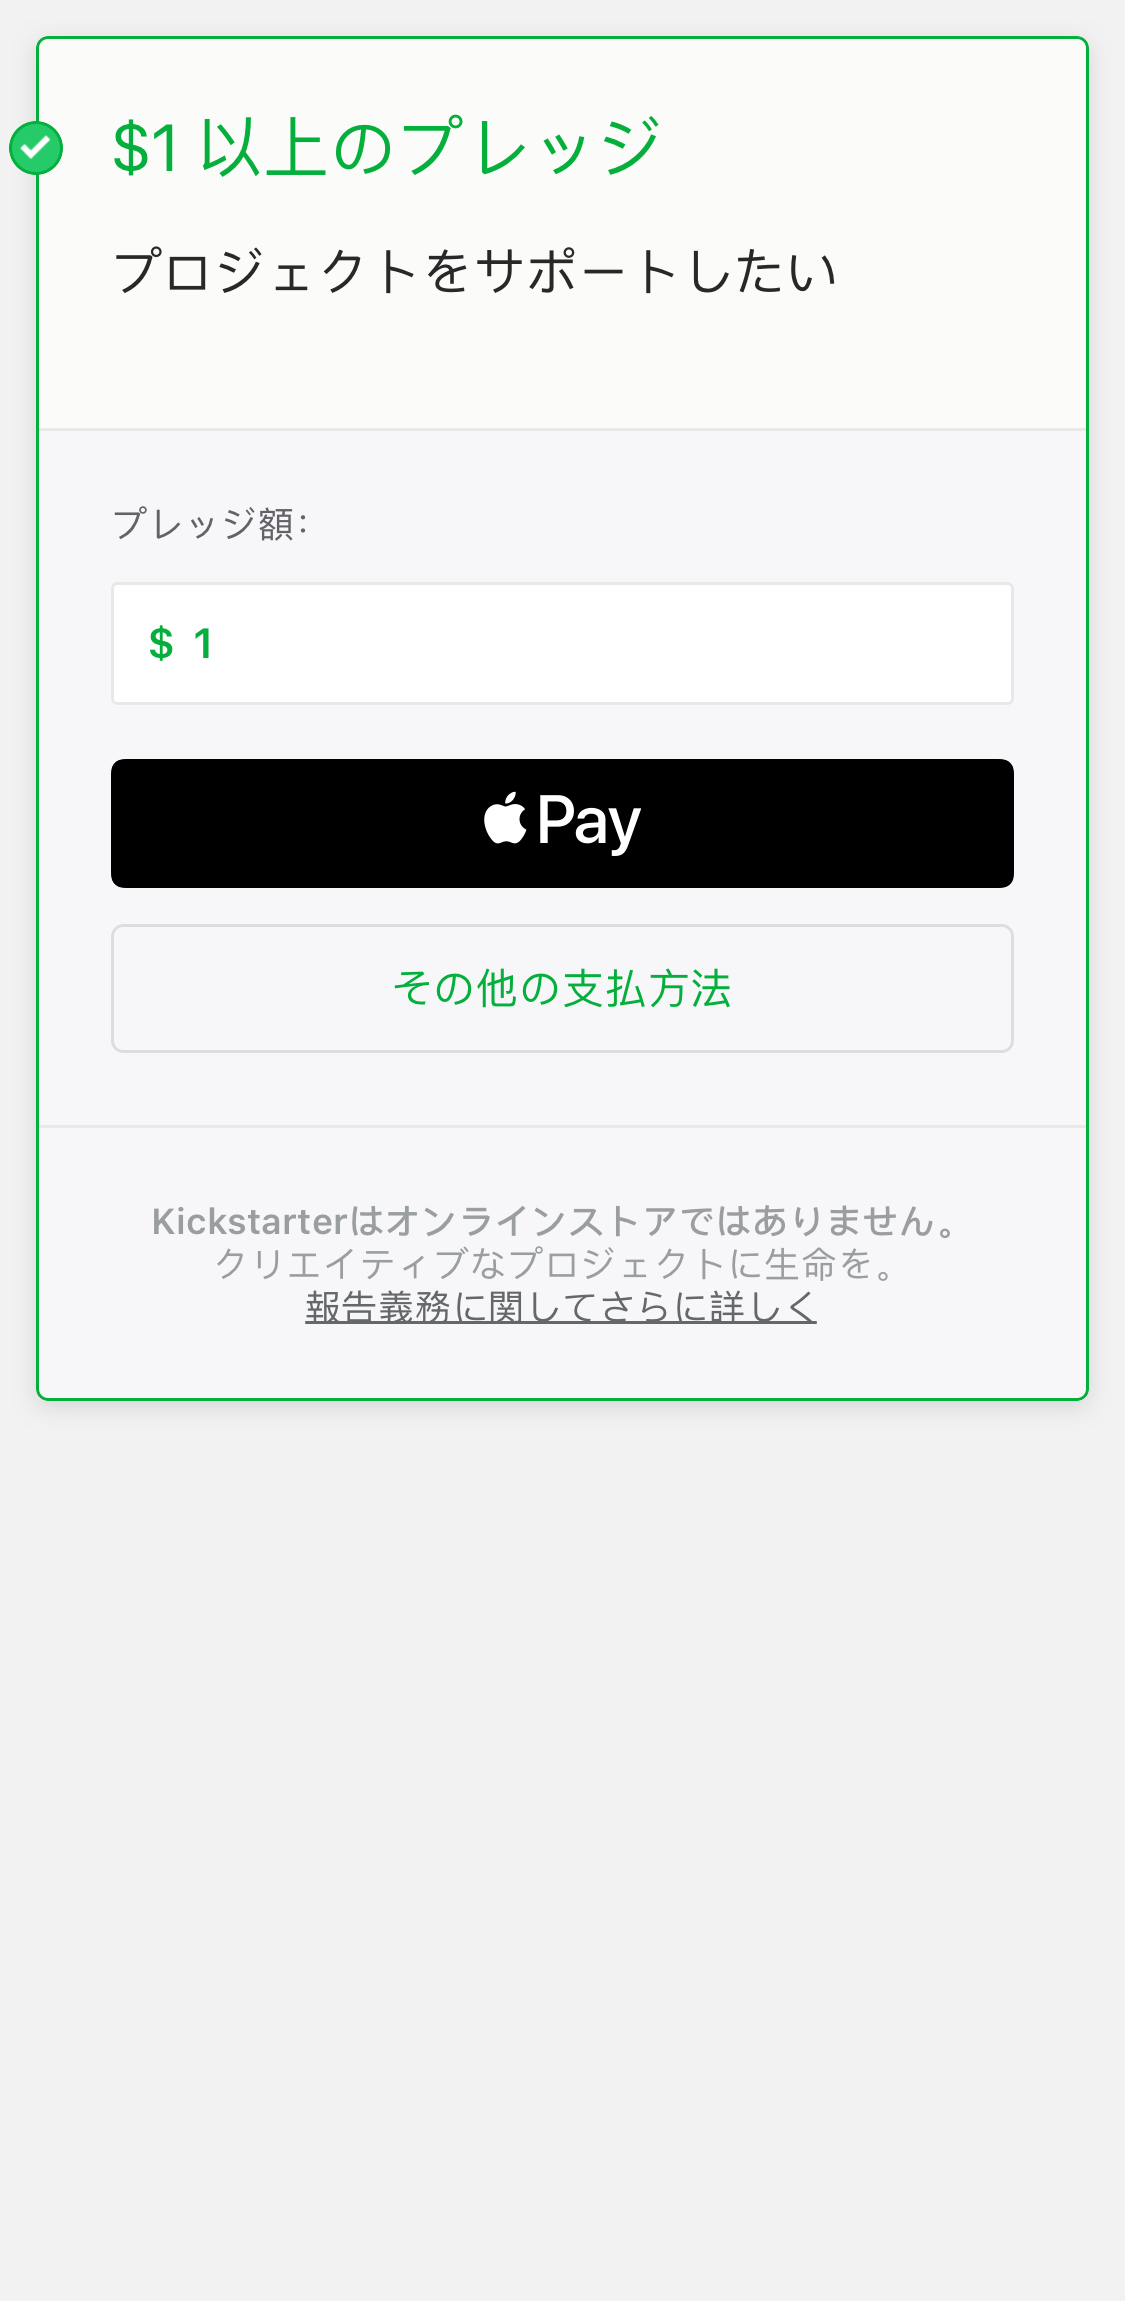 $1 以上のプレッジ
プロジェクトをサポートしたい
プレッジ額:
$ 1
Pay
その他の支払方法
Kickstarterはオンラインストアではありません。
クリエイティブなプロジェクトに生命を。
報告義務に関してさらに詳しく